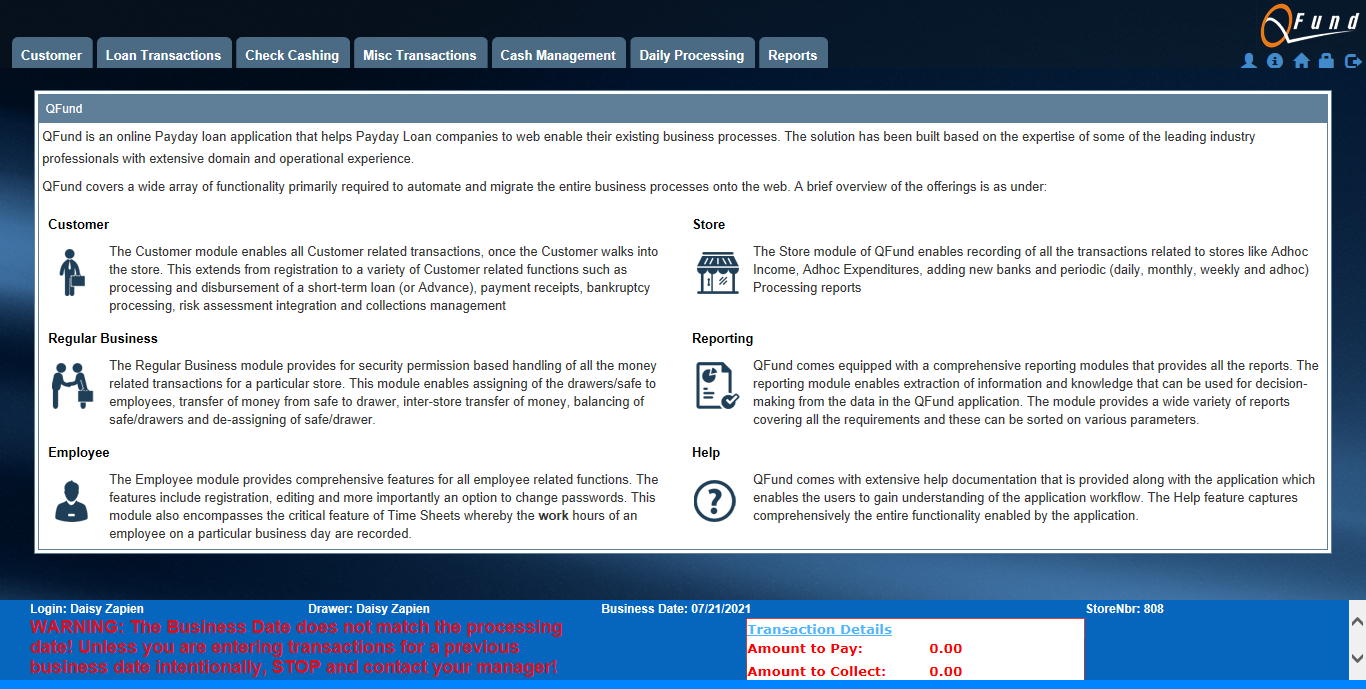 QFund
Customer
Loan Transactions
Check Cashing
Misc Transactions
Cash Management
Daily Processing
Reports
QFund
QFund is an online Payday loan application that helps Payday Loan companies to web enable their existing business processes. The solution has been built based on the expertise of some of the leading industry
professionals with extensive domain and operational experience.
QFund covers a wide array of functionality primarily required to automate and migrate the entire business processes onto the web. A brief overview of the offerings is as under:
Customer
The Customer module enables all Customer related transactions, once the Customer walks into
the store. This extends from registration to a variety of Customer related functions such as
processing and disbursement of a short-term loan (or Advance), payment receipts, bankruptcy
processing, risk assessment integration and collections management
Store
The Store module of QFund enables recording of all the transactions related to stores like Adhoc
Income, Adhoc Expenditures, adding new banks and periodic (daily, monthly, weekly and adhoc)
Processing reports
Regular Business
The Regular Business module provides for security permission based handling of all the money
related transactions for a particular store. This module enables assigning of the drawers/safe to
employees, transfer of money from safe to drawer, inter-store transfer of money, balancing of
safe/drawers and de-assigning of safe/drawer.
Reporting
QFund comes equipped with a comprehensive reporting modules that provides all the reports. The
reporting module enables extraction of information and knowledge that can be used for decision-
making from the data in the QFund application. The module provides a wide variety of reports
covering all the requirements and these can be sorted on various parameters.
Employee
The Employee module provides comprehensive features for all employee related functions. The
features include registration, editing and more importantly an option to change passwords. This
module also encompasses the critical feature of Time Sheets whereby the work hours of an
employee on a particular business day are recorded.
Help
QFund comes with extensive help documentation that is provided along with the application which
enables the users to gain understanding of the application workflow. The Help feature captures
comprehensively the entire functionality enabled by the application.
Login: Daisy Zapien
Drawer: Daisy Zapien
Business Date: 07/21/2021
StoreNbr: 808
WARNING: The Business Date does not match the processing
date! Unless you are entering transactions for a previous
business date intentionally, STOP and contact your manager!
Transaction Details
Amount to Pay: 0.00
Amount to Collect: 0.00